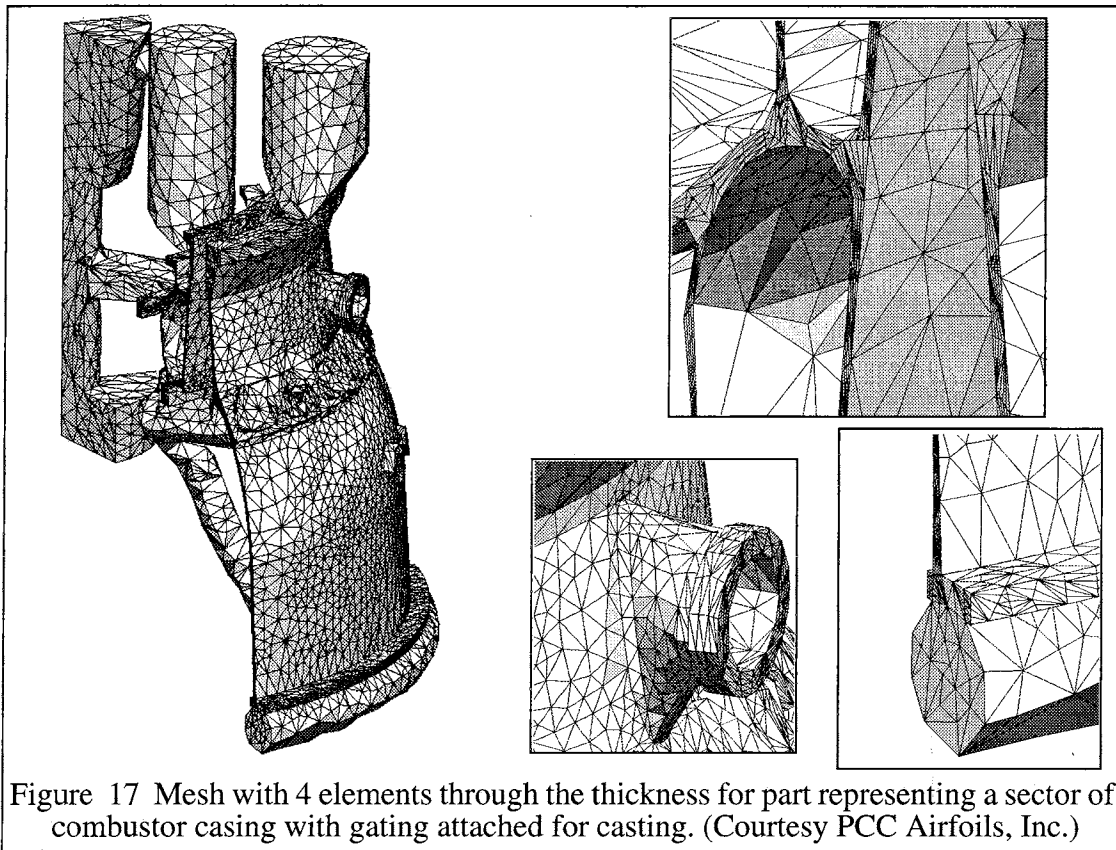 Figure 17 Mesh with 4 elements through the thickness for part representing a sector of
combustor casing with gating attached for casting. (Courtesy PCC Airfoils, Inc.)